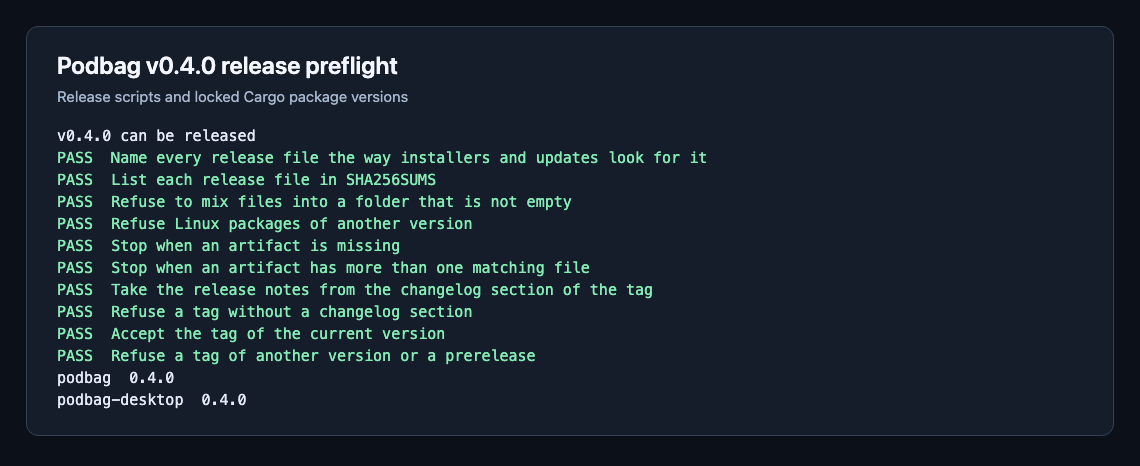 Podbag v0.4.0 release preflight
Release scripts and locked Cargo package versions
v0.4.0 can be released
PASS  Name every release file the way installers and updates look for it
PASS  List each release file in SHA256SUMS
PASS  Refuse to mix files into a folder that is not empty
PASS  Refuse Linux packages of another version
PASS  Stop when an artifact is missing
PASS  Stop when an artifact has more than one matching file
PASS  Take the release notes from the changelog section of the tag
PASS  Refuse a tag without a changelog section
PASS  Accept the tag of the current version
PASS  Refuse a tag of another version or a prerelease
podbag  0.4.0
podbag-desktop  0.4.0